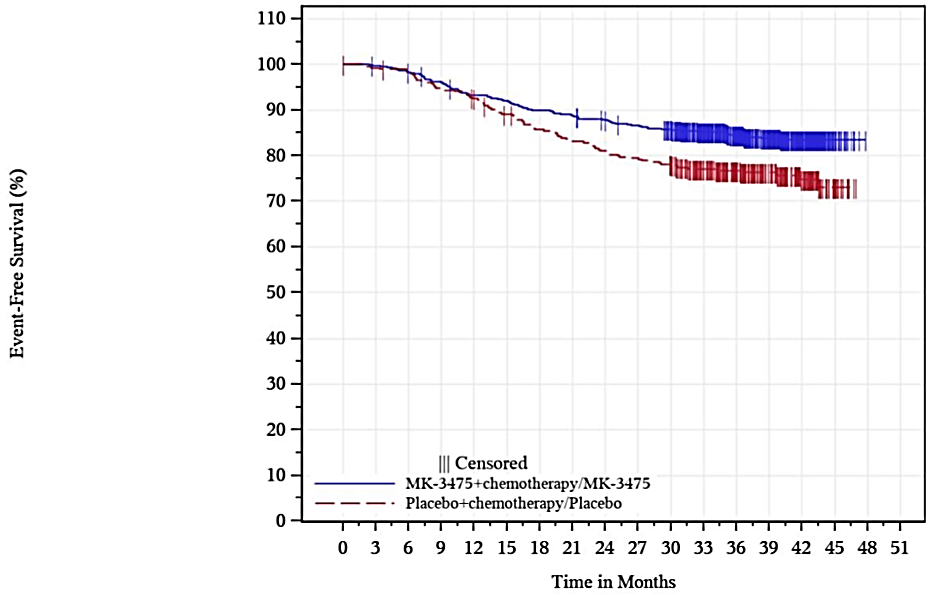 110
100
90
80
70
60
50
40
30
20
10
0
Event-Free Survival (%)
||| Censored
MK-3475+chemotherapy/MK-3475
Placebo+chemotherapy/Placebo
0 3 6 9 12 15 18 21 24 27 30 33 36 39 42 45 48 51
Time in Months